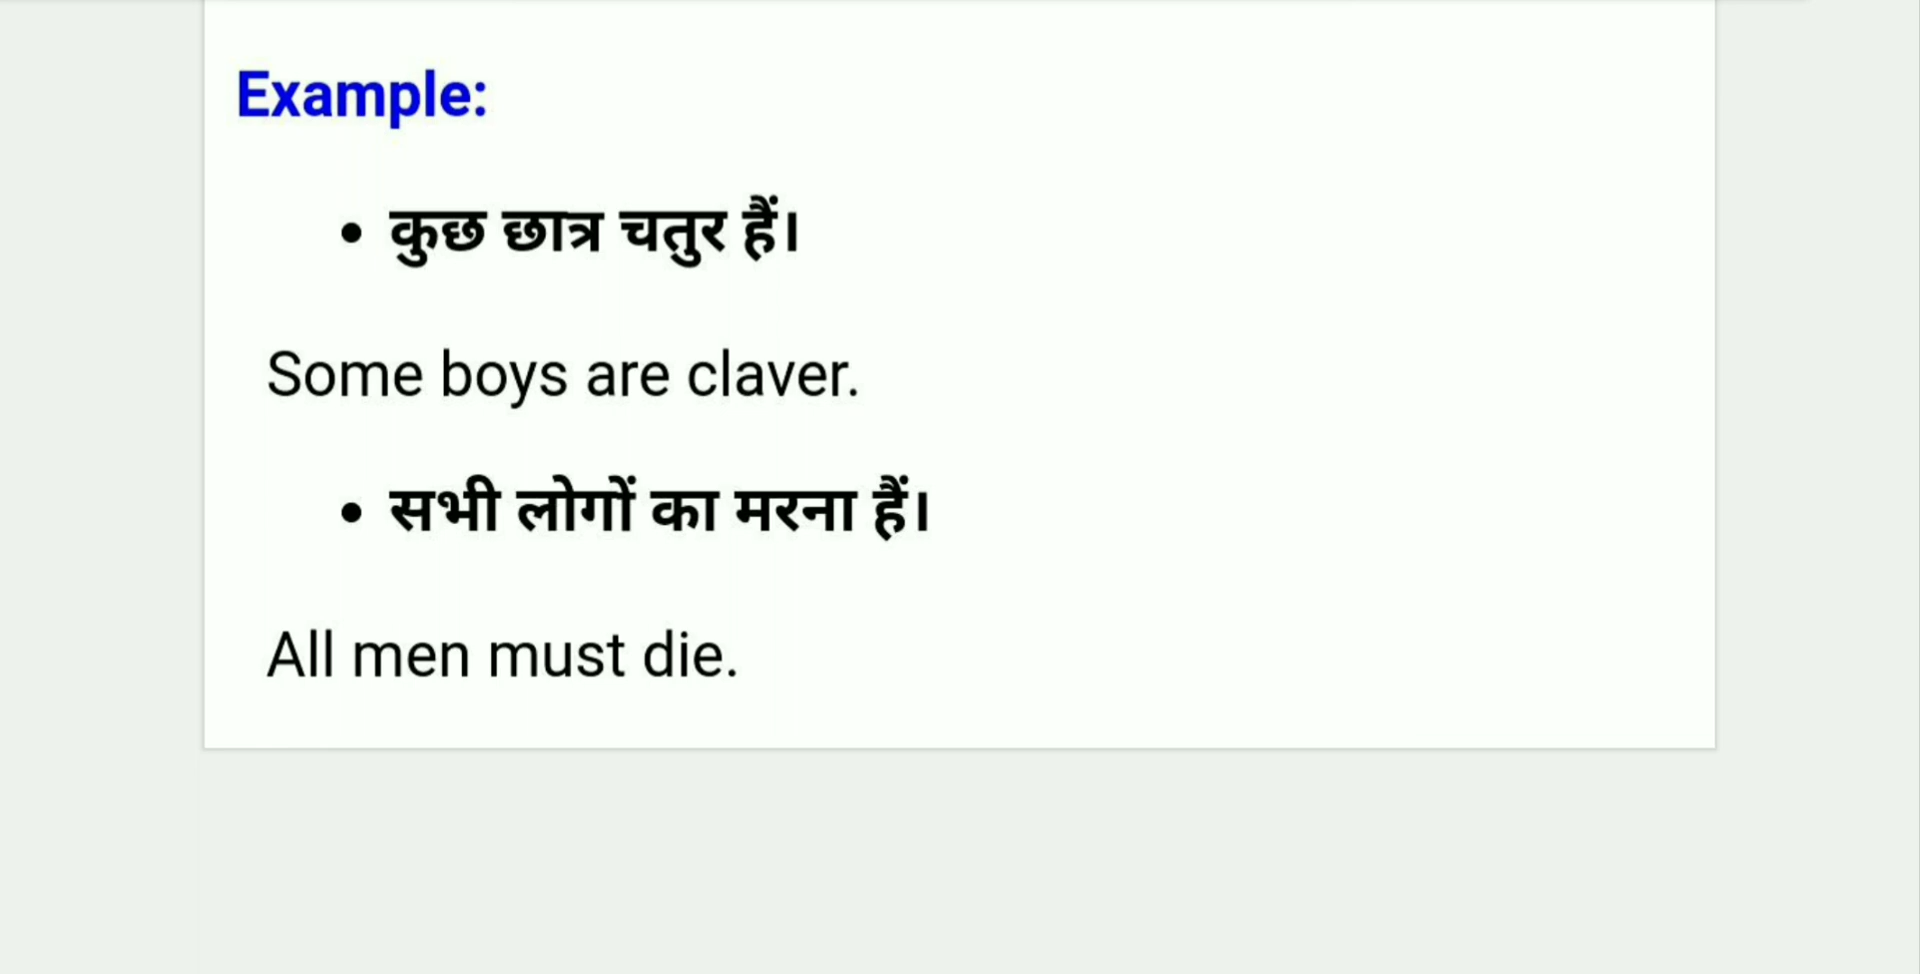 Example:
• कुछ छात्र चतुर हैं।
Some boys are claver.
• सभी लोगों का मरना हैं।
All men must die.